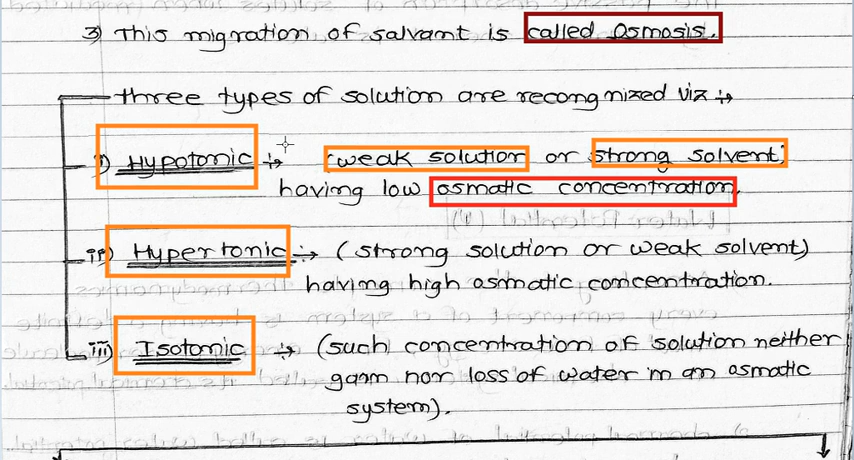 3) This migration of salvant is called Osmosis.
three types of solution are recongnized viz →
i) Hypotonic → (weak solution or strong solvent)
having low osmatic concentration.
ii) Hypertonic → (strong solution or weak solvent)
having high osmatic concentration.
iii) Isotonic → (such concentration of solution neither
gain nor loss of water in an osmatic
system).